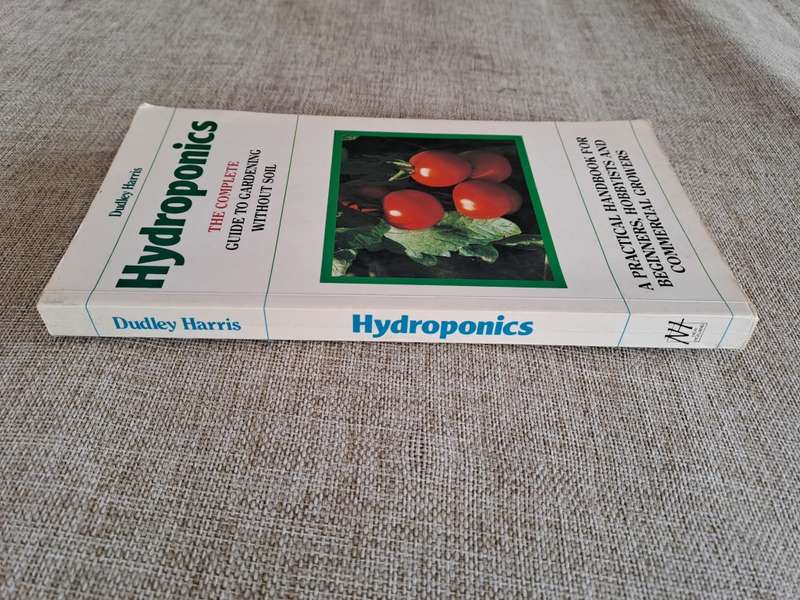 Dudley Harris
Hydroponics
THE COMPLETE
GUIDE TO GARDENING
WITHOUT SOIL
A PRACTICAL HANDBOOK FOR
BEGINNERS, HOBBYISTS AND
COMMERCIAL GROWERS
Dudley Harris
Hydroponics
NH